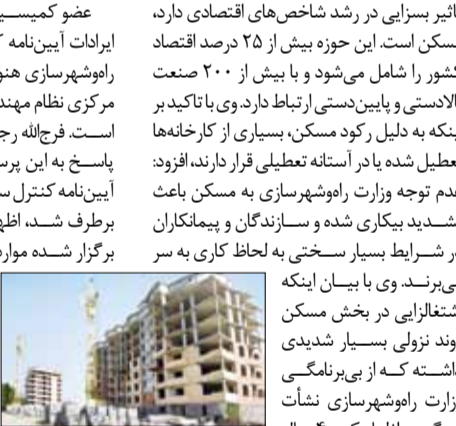 تاثیر بسزایی در رشد شاخص‌های اقتصادی دارد،
مسکن است. این حوزه بیش از ۲۵ درصد اقتصاد
کشور را شامل می‌شود و با بیش از ۲۰۰ صنعت
بالادستی و پایین‌دستی ارتباط دارد. وی با تاکید بر
اینکه به دلیل رکود مسکن، بسیاری از کارخانه‌ها
تعطیل شده یا در آستانه تعطیلی قرار دارند، افزود:
عدم توجه وزارت راه‌وشهرسازی به مسکن باعث
تشدید بیکاری شده و سازندگان و پیمانکاران
در شرایط بسیار سختی به لحاظ کاری به سر
می‌برند. وی با بیان اینکه
اشتغالزایی در بخش مسکن
روند نزولی بسیار شدیدی
داشته که از بی‌برنامگی
وزارت راه‌وشهرسازی نشأت
عضو کمیسی
ایرادات آیین‌نامه ک
راه‌وشهرسازی هنو
مرکزی نظام مهند
است. فرج‌الله رج
پاسخ به این پرس
آیین‌نامه کنترل سا
برطرف شد، اظه
برگزار شده موارد